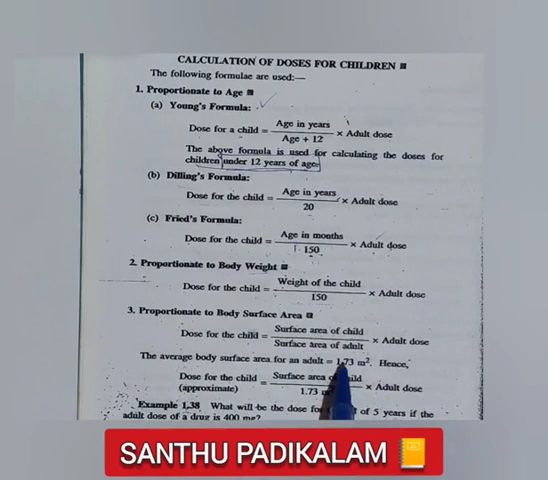 CALCULATION OF DOSES FOR CHILDREN
The following formulae are used:—
1. Proportionate to Age
(a) Young's Formula:
Dose for a child = Age in years / Age + 12 × Adult dose
The above formula is used for calculating the doses for
children under 12 years of age.
(b) Dilling's Formula:
Dose for the child = Age in years / 20 × Adult dose
(c) Fried's Formula:
Dose for the child = Age in months / 150 × Adult dose
2. Proportionate to Body Weight
Dose for the child = Weight of the child / 150 × Adult dose
3. Proportionate to Body Surface Area
Dose for the child = Surface area of child / Surface area of adult × Adult dose
The average body surface area for an adult = 1.73 m². Hence,
Dose for the child (approximate) = Surface area / 1.73 × Adult dose
Example 1.38 What will be the dose for of 5 years if the
adult dose of a drug is 400 mg?
SANTHU PADIKALAM